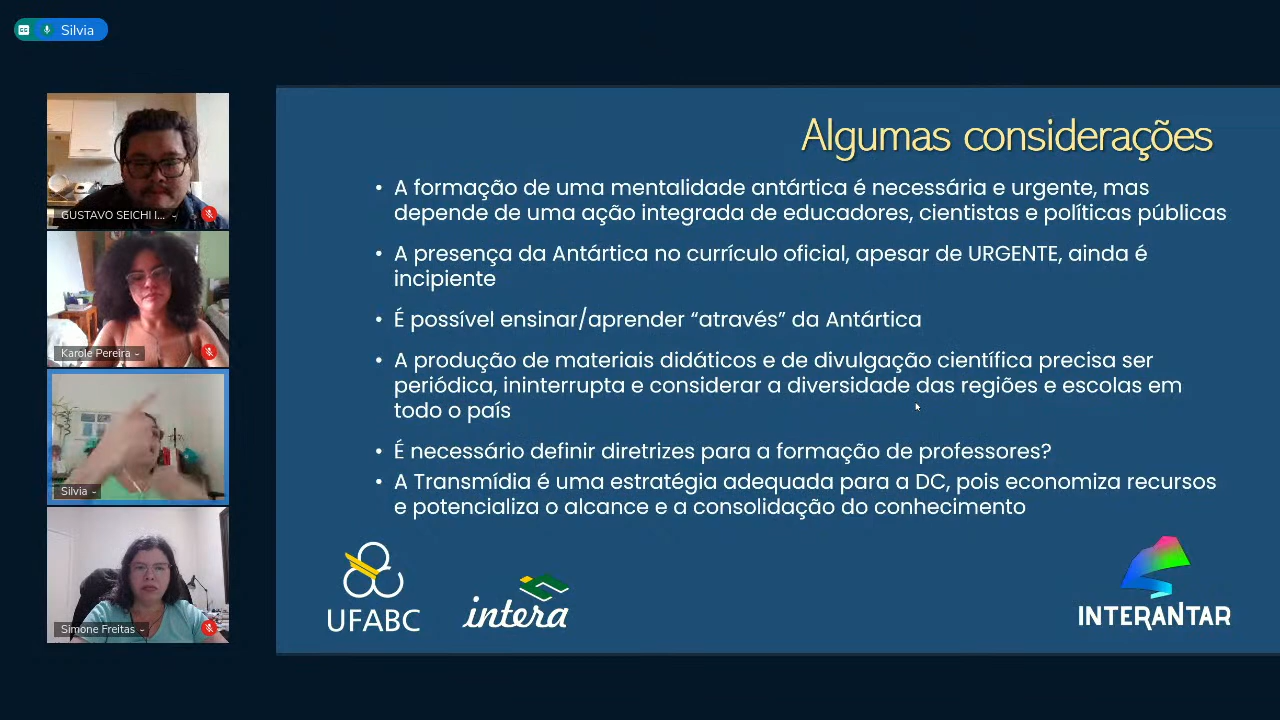 Silvia
GUSTAVO SEICHI I...
Karole Pereira
Silvia
Simone Freitas
Algumas considerações
• A formação de uma mentalidade antártica é necessária e urgente, mas
depende de uma ação integrada de educadores, cientistas e políticas públicas
• A presença da Antártica no currículo oficial, apesar de URGENTE, ainda é
incipiente
• É possível ensinar/aprender “através” da Antártica
• A produção de materiais didáticos e de divulgação científica precisa ser
periódica, ininterrupta e considerar a diversidade das regiões e escolas em
todo o país
• É necessário definir diretrizes para a formação de professores?
• A Transmídia é uma estratégia adequada para a DC, pois economiza recursos
e potencializa o alcance e a consolidação do conhecimento
UFABC
intera
INTERANTAR